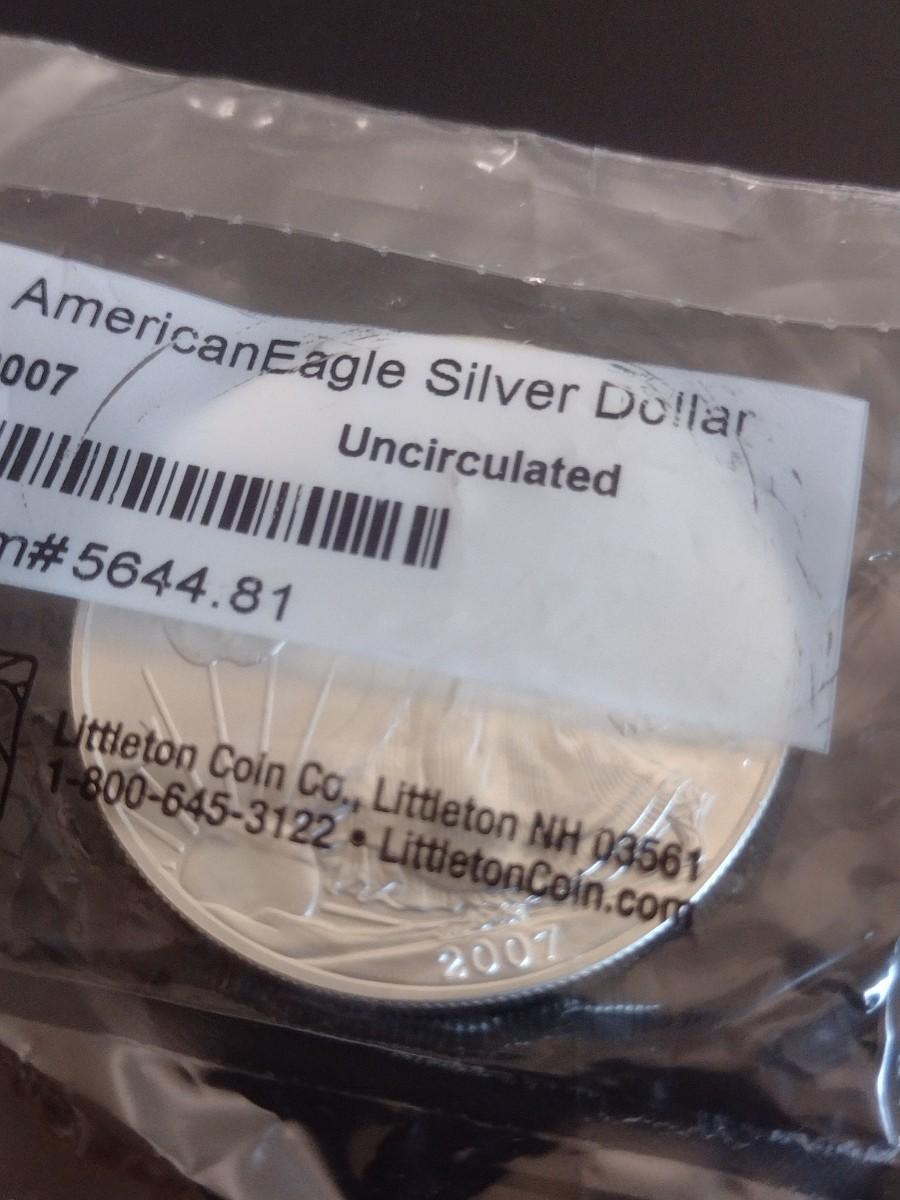 AmericanEagle Silver Dollar
2007
Uncirculated
#5644.81
Littleton Coin Co., Littleton NH 03561
1-800-645-3122 • LittletonCoin.com
2007